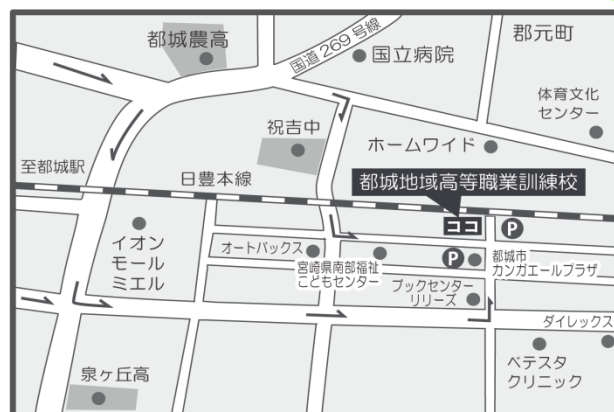 都城農高
国道269号線
国立病院
郡元町
体育文化
センター
祝吉中
ホームワイド
至都城駅
日豊本線
都城地域高等職業訓練校
ココ
P
イオン
モール
ミエル
オートバックス
宮崎県南部福祉
こどもセンター
P
都城市
カンガエールプラザ
ブックセンター
リリーズ
ダイレックス
ベテスタ
クリニック
泉ヶ丘高